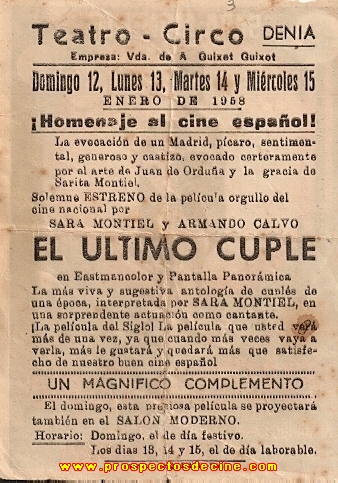 3
Teatro - Circo DENIA
Empresa: Vda. de A Guixet Guixot
Domingo 12, Lunes 13, Martes 14 y Miércoles 15
ENERO DE 1958
¡Homenaje al cine español!
La evocación de un Madrid, pícaro, sentimen-
tal, generoso y castizo, evocado certeramente
por el arte de Juan de Orduña y la gracia de
Sarita Montiel.
Solemne ESTRENO de la pelícu'a orgullo del
cine nacional por
SARA MONTIEL y ARMANDO CALVO
EL ULTIMO CUPLE
en Eastmancolor y Pantalla Panorámica
La más viva y sugestiva antología de cuplés de
una época, interpretada por SARA MONTIEL, en
una sorprendente actuación como cantante.
¡La película del Siglo! La película que usted verá
más de una vez, ya que cuando más veces vaya a
verla, más le gustará y quedará más que satisfe-
cho de nuestro buen cine español
UN MAGNIFICO COMPLEMENTO
El domingo, esta preciosa película se proyectará
también en el SALON MODERNO.
Horario: Domingo, el de día festivo.
Los dias 13, 14 y 15, el de día laborable.
www.prospectosdecine.com